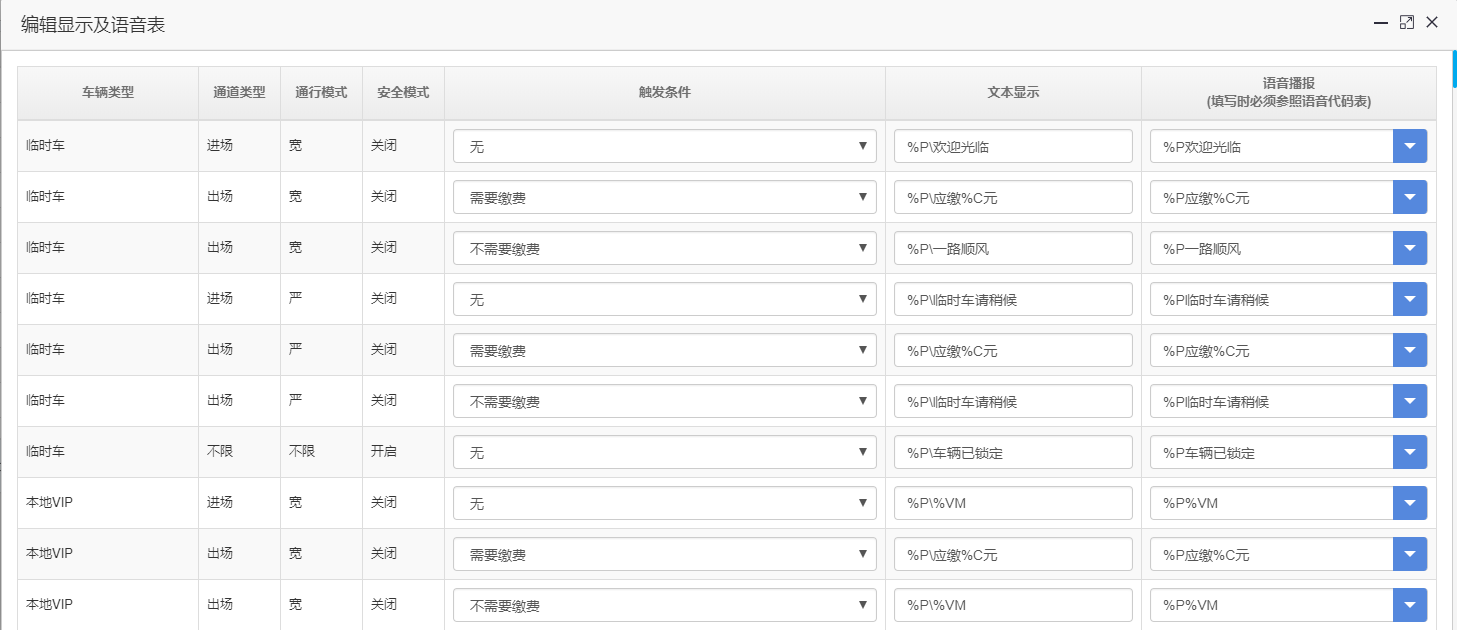 编辑显示及语音表
车辆类型 通道类型 通行模式 安全模式 触发条件 文本显示 语音播报
(填写时必须参照语音代码表)
临时车 进场 宽 关闭 无 %P\欢迎光临 %P欢迎光临
临时车 出场 宽 关闭 需要缴费 %P\应缴%C元 %P应缴%C元
临时车 出场 宽 关闭 不需要缴费 %P\一路顺风 %P一路顺风
临时车 进场 严 关闭 无 %P\临时车请稍候 %P临时车请稍候
临时车 出场 严 关闭 需要缴费 %P\应缴%C元 %P应缴%C元
临时车 出场 严 关闭 不需要缴费 %P\临时车请稍候 %P临时车请稍候
临时车 不限 不限 开启 无 %P\车辆已锁定 %P车辆已锁定
本地VIP 进场 宽 关闭 无 %P\%VM %P%VM
本地VIP 出场 宽 关闭 需要缴费 %P\应缴%C元 %P应缴%C元
本地VIP 出场 宽 关闭 不需要缴费 %P\%VM %P%VM